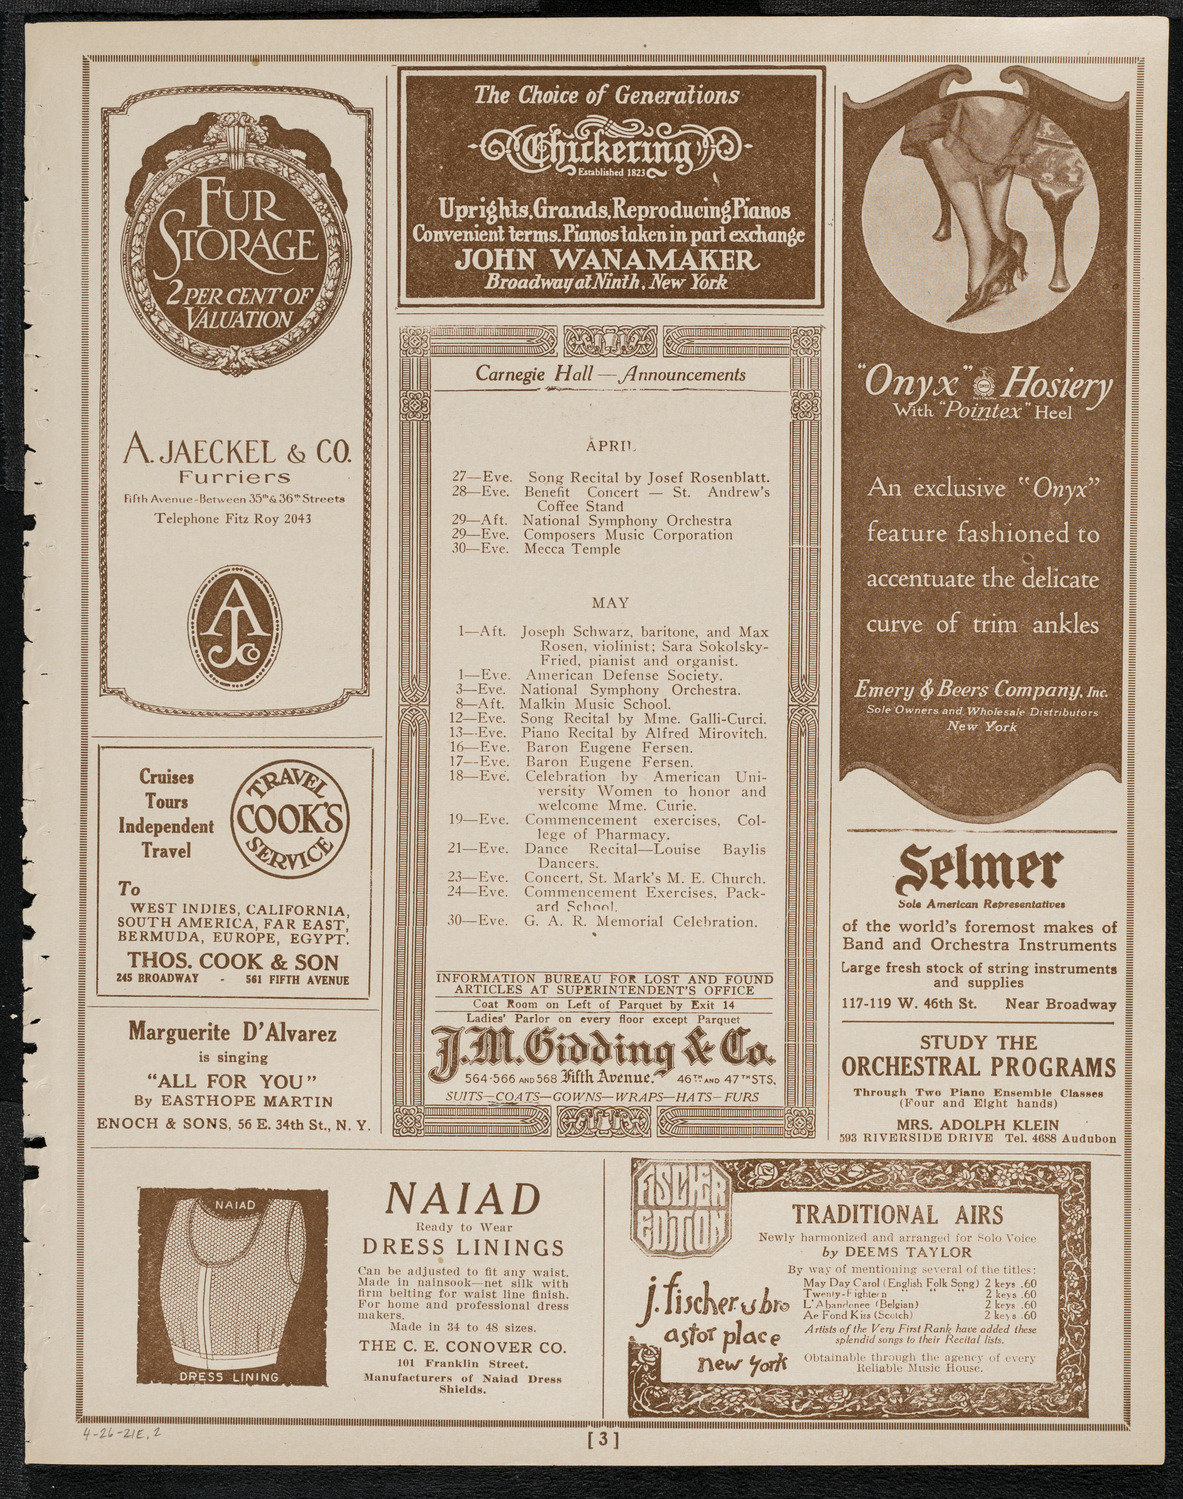 FUR
STORAGE
2 PER CENT OF
VALUATION
A. JAECKEL & CO.
Furriers
Fifth Avenue-Between 35th & 36th Streets
Telephone Fitz Roy 2043
AJCo
Cruises
Tours
Independent
Travel
TRAVEL
COOK'S
SERVICE
To
WEST INDIES, CALIFORNIA,
SOUTH AMERICA, FAR EAST,
BERMUDA, EUROPE, EGYPT.
THOS. COOK & SON
245 BROADWAY - 561 FIFTH AVENUE
Marguerite D'Alvarez
is singing
"ALL FOR YOU"
By EASTHOPE MARTIN
ENOCH & SONS, 56 E. 34th St., N. Y.
The Choice of Generations
Chickering
Established 1823
Uprights, Grands, Reproducing Pianos
Convenient terms. Pianos taken in part exchange
JOHN WANAMAKER
Broadway at Ninth, New York
Carnegie Hall — Announcements
APRIL
27—Eve. Song Recital by Josef Rosenblatt.
28—Eve. Benefit Concert — St. Andrew's
Coffee Stand
29—Aft. National Symphony Orchestra
29—Eve. Composers Music Corporation
30—Eve. Mecca Temple
MAY
1—Aft. Joseph Schwarz, baritone, and Max
Rosen, violinist; Sara Sokolsky-
Fried, pianist and organist.
1—Eve. American Defense Society.
3—Eve. National Symphony Orchestra.
8—Aft. Malkin Music School.
12—Eve. Song Recital by Mme. Galli-Curci.
13—Eve. Piano Recital by Alfred Mirovitch.
16—Eve. Baron Eugene Fersen.
17—Eve. Baron Eugene Fersen.
18—Eve. Celebration by American Uni-
versity Women to honor and
welcome Mme. Curie.
19—Eve. Commencement exercises, Col-
lege of Pharmacy.
21—Eve. Dance Recital—Louise Baylis
Dancers.
23—Eve. Concert, St. Mark's M. E. Church.
24—Eve. Commencement Exercises, Pack-
ard School.
30—Eve. G. A. R. Memorial Celebration.
INFORMATION BUREAU FOR LOST AND FOUND
ARTICLES AT SUPERINTENDENT'S OFFICE
Coat Room on Left of Parquet by Exit 14
Ladies' Parlor on every floor except Parquet
J.M. Gidding & Co.
564-566 AND 568 Fifth Avenue. 46TH AND 47TH STS.
SUITS—COATS—GOWNS—WRAPS—HATS—FURS
"Onyx" Hosiery
With "Pointex" Heel
An exclusive "Onyx"
feature fashioned to
accentuate the delicate
curve of trim ankles
Emery & Beers Company, Inc.
Sole Owners and Wholesale Distributors
New York
Selmer
Sole American Representatives
of the world's foremost makes of
Band and Orchestra Instruments
Large fresh stock of string instruments
and supplies
117-119 W. 46th St. Near Broadway
STUDY THE
ORCHESTRAL PROGRAMS
Through Two Piano Ensemble Classes
(Four and Eight hands)
MRS. ADOLPH KLEIN
593 RIVERSIDE DRIVE Tel. 4688 Audubon
NAIAD
DRESS LINING
NAIAD
Ready to Wear
DRESS LININGS
Can be adjusted to fit any waist.
Made in nainsook—net silk with
firm belting for waist line finish.
For home and professional dress
makers.
Made in 34 to 48 sizes.
THE C. E. CONOVER CO.
101 Franklin Street.
Manufacturers of Naiad Dress
Shields.
FISCHER
EDITION
j. fischer & bro
astor place
new york
TRADITIONAL AIRS
Newly harmonized and arranged for Solo Voice
by DEEMS TAYLOR
By way of mentioning several of the titles:
May Day Carol (English Folk Song) 2 keys .60
Twenty-Eighteen " " " 2 keys .60
L'Abandonee (Belgian) 2 keys .60
Ae Fond Kiss (Scotch) 2 keys .60
Artists of the Very First Rank have added these
splendid songs to their Recital lists.
Obtainable through the agency of every
Reliable Music House.
4-26-21E, 2
[ 3 ]